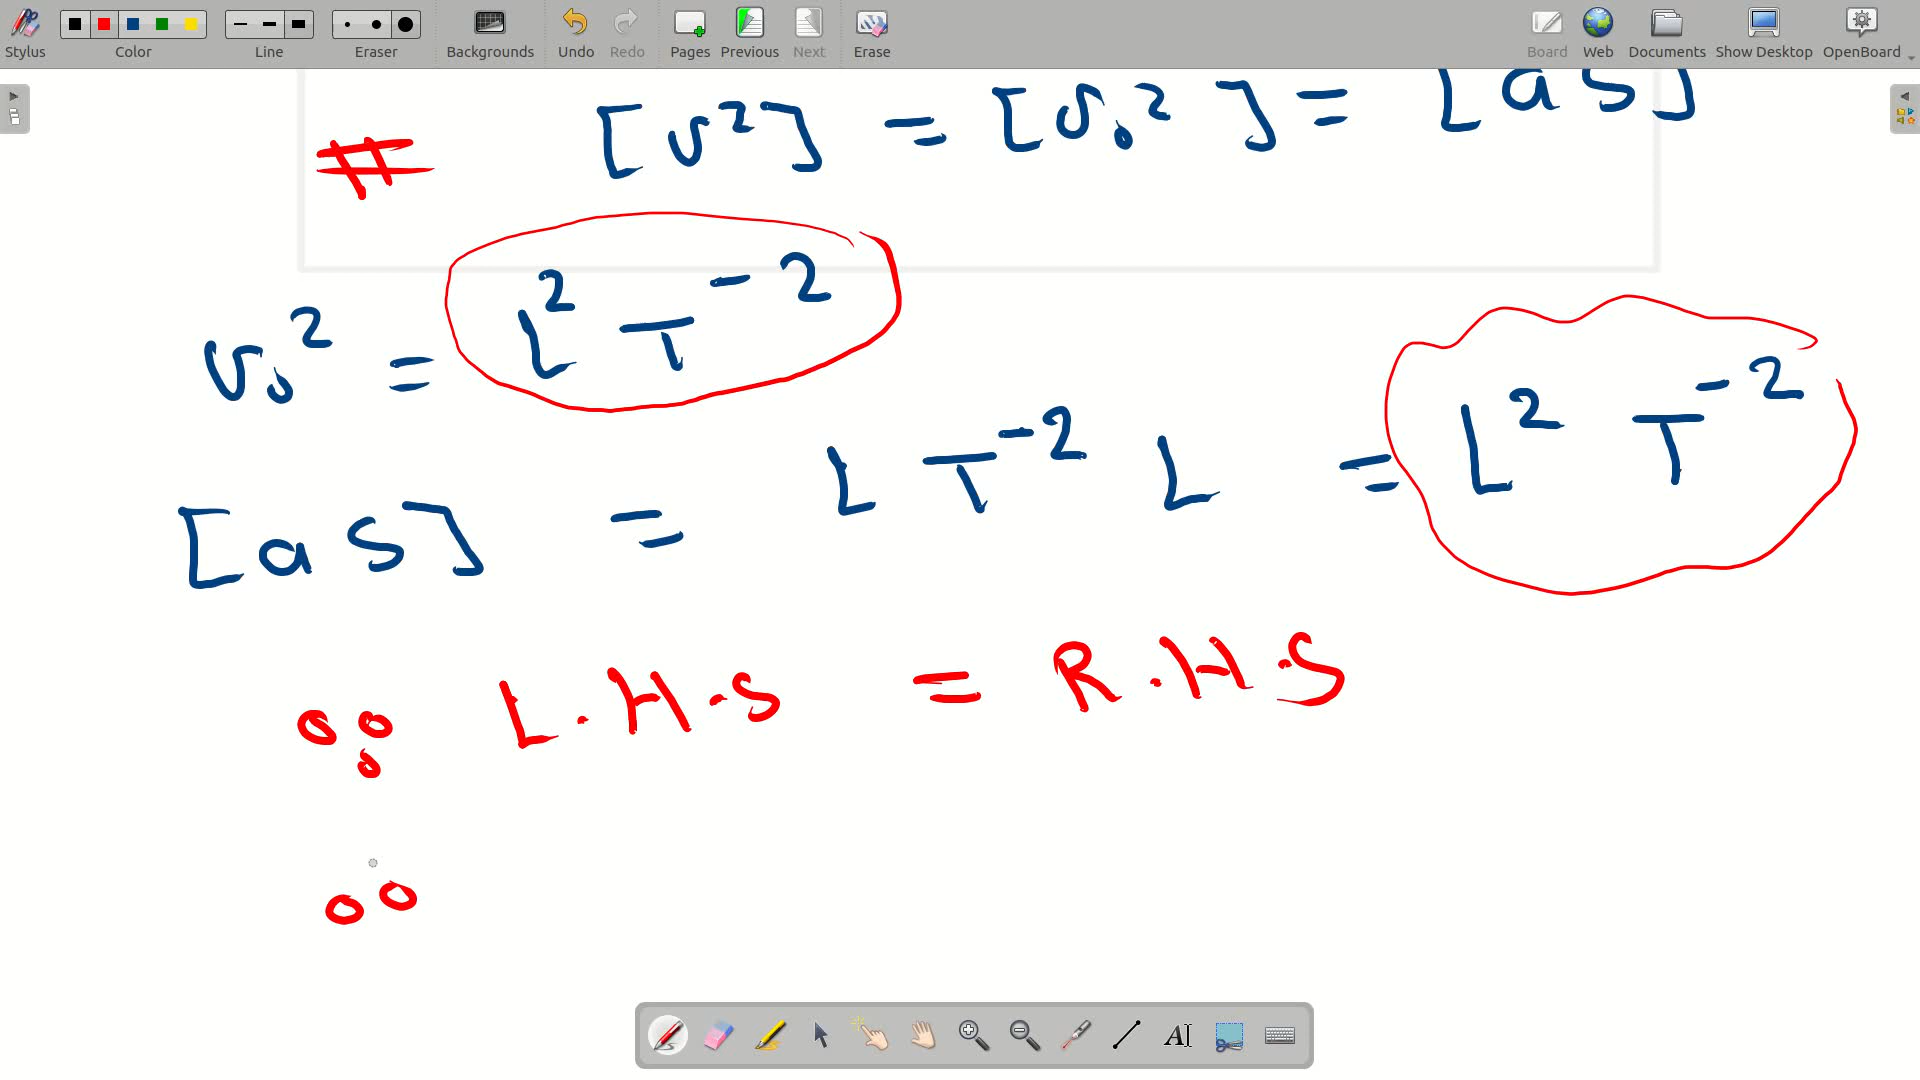 Stylus Color Line Eraser Backgrounds Undo Redo Pages Previous Next Erase Board Web Documents Show Desktop OpenBoard
# [v²] = [v₀²] = [as]
v₀² = L² T⁻²
[as] = L T⁻² L = L² T⁻²
∴ L.H.S = R.H.S